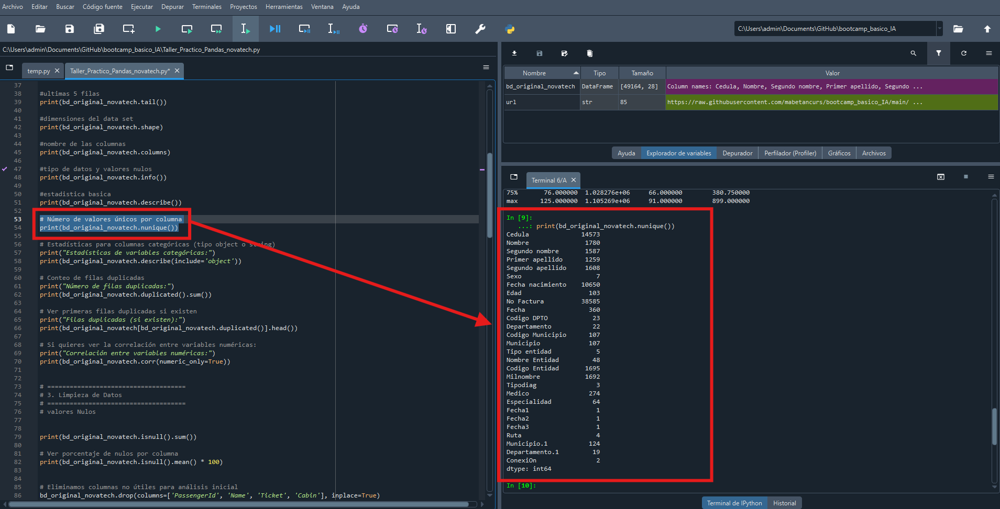 Archivo Editar Buscar Código fuente Ejecutar Depurar Terminales Proyectos Herramientas Ventana Ayuda
C:\Users\admin\Documents\GitHub\bootcamp_basico_IA
C:\Users\admin\Documents\GitHub\bootcamp_basico_IA\Taller_Practico_Pandas_novatech.py
temp.py
Taller_Practico_Pandas_novatech.py*
37
38 #ultimas 5 filas
39 print(bd_original_novatech.tail())
40
41 #dimensiones del data set
42 print(bd_original_novatech.shape)
43
44 #nombre de las columnas
45 print(bd_original_novatech.columns)
46
47 #tipo de datos y valores nulos
48 print(bd_original_novatech.info())
49
50 #estadistica basica
51 print(bd_original_novatech.describe())
52
53 # Número de valores únicos por columna
54 print(bd_original_novatech.nunique())
55
56 # Estadísticas para columnas categóricas (tipo object o string)
57 print("Estadísticas de variables categóricas:")
58 print(bd_original_novatech.describe(include='object'))
59
60 # Conteo de filas duplicadas
61 print("Número de filas duplicadas:")
62 print(bd_original_novatech.duplicated().sum())
63
64 # Ver primeras filas duplicadas si existen
65 print("Filas duplicadas (si existen):")
66 print(bd_original_novatech[bd_original_novatech.duplicated()].head())
67
68 # Si quieres ver la correlación entre variables numéricas:
69 print("Correlación entre variables numéricas:")
70 print(bd_original_novatech.corr(numeric_only=True))
71
72
73 # =====================================
74 # 3. Limpieza de Datos
75 # =====================================
76 # valores Nulos
77
78
79 print(bd_original_novatech.isnull().sum())
80
81 # Ver porcentaje de nulos por columna
82 print(bd_original_novatech.isnull().mean() * 100)
83
84
85 # Eliminamos columnas no útiles para análisis inicial
86 bd_original_novatech.drop(columns=['PassengerId', 'Name', 'Ticket', 'Cabin'], inplace=True)
Nombre Tipo Tamaño Valor
bd_original_novatech DataFrame [49164, 28] Column names: Cedula, Nombre, Segundo nombre, Primer apellido, Segundo ...
url str 85 https://raw.githubusercontent.com/mabetancurs/bootcamp_basico_IA/main/ ...
Ayuda Explorador de variables Depurador Perfilador (Profiler) Gráficos Archivos
Terminal 6/A
75% 76.000000 1.028276e+06 66.000000 380.750000
max 125.000000 1.105269e+06 91.000000 899.000000
In [9]:
...: print(bd_original_novatech.nunique())
Cedula 14573
Nombre 1780
Segundo nombre 1587
Primer apellido 1259
Segundo apellido 1608
Sexo 7
Fecha nacimiento 10650
Edad 103
No Factura 38585
Fecha 360
Codigo DPTO 23
Departamento 22
Codigo Municipio 107
Municipio 107
Tipo entidad 5
Nombre Entidad 48
Codigo Entidad 1695
Milnombre 1692
Tipodiag 3
Medico 274
Especialidad 64
Fecha1 1
Fecha2 1
Fecha3 1
Ruta 4
Municipio.1 124
Departamento.1 19
ConexiOn 2
dtype: int64
In [10]:
Terminal de IPython Historial